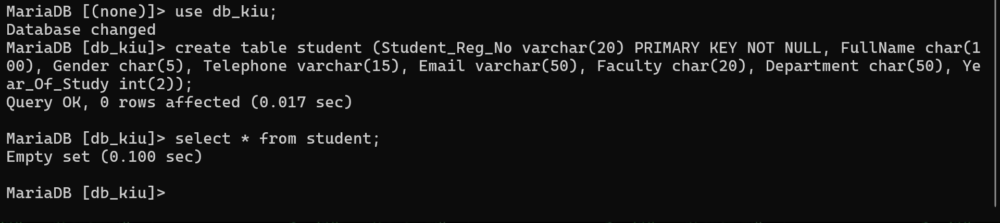 MariaDB [(none)]> use db_kiu;
Database changed
MariaDB [db_kiu]> create table student (Student_Reg_No varchar(20) PRIMARY KEY NOT NULL, FullName char(1
00), Gender char(5), Telephone varchar(15), Email varchar(50), Faculty char(20), Department char(50), Ye
ar_Of_Study int(2));
Query OK, 0 rows affected (0.017 sec)
MariaDB [db_kiu]> select * from student;
Empty set (0.100 sec)
MariaDB [db_kiu]>